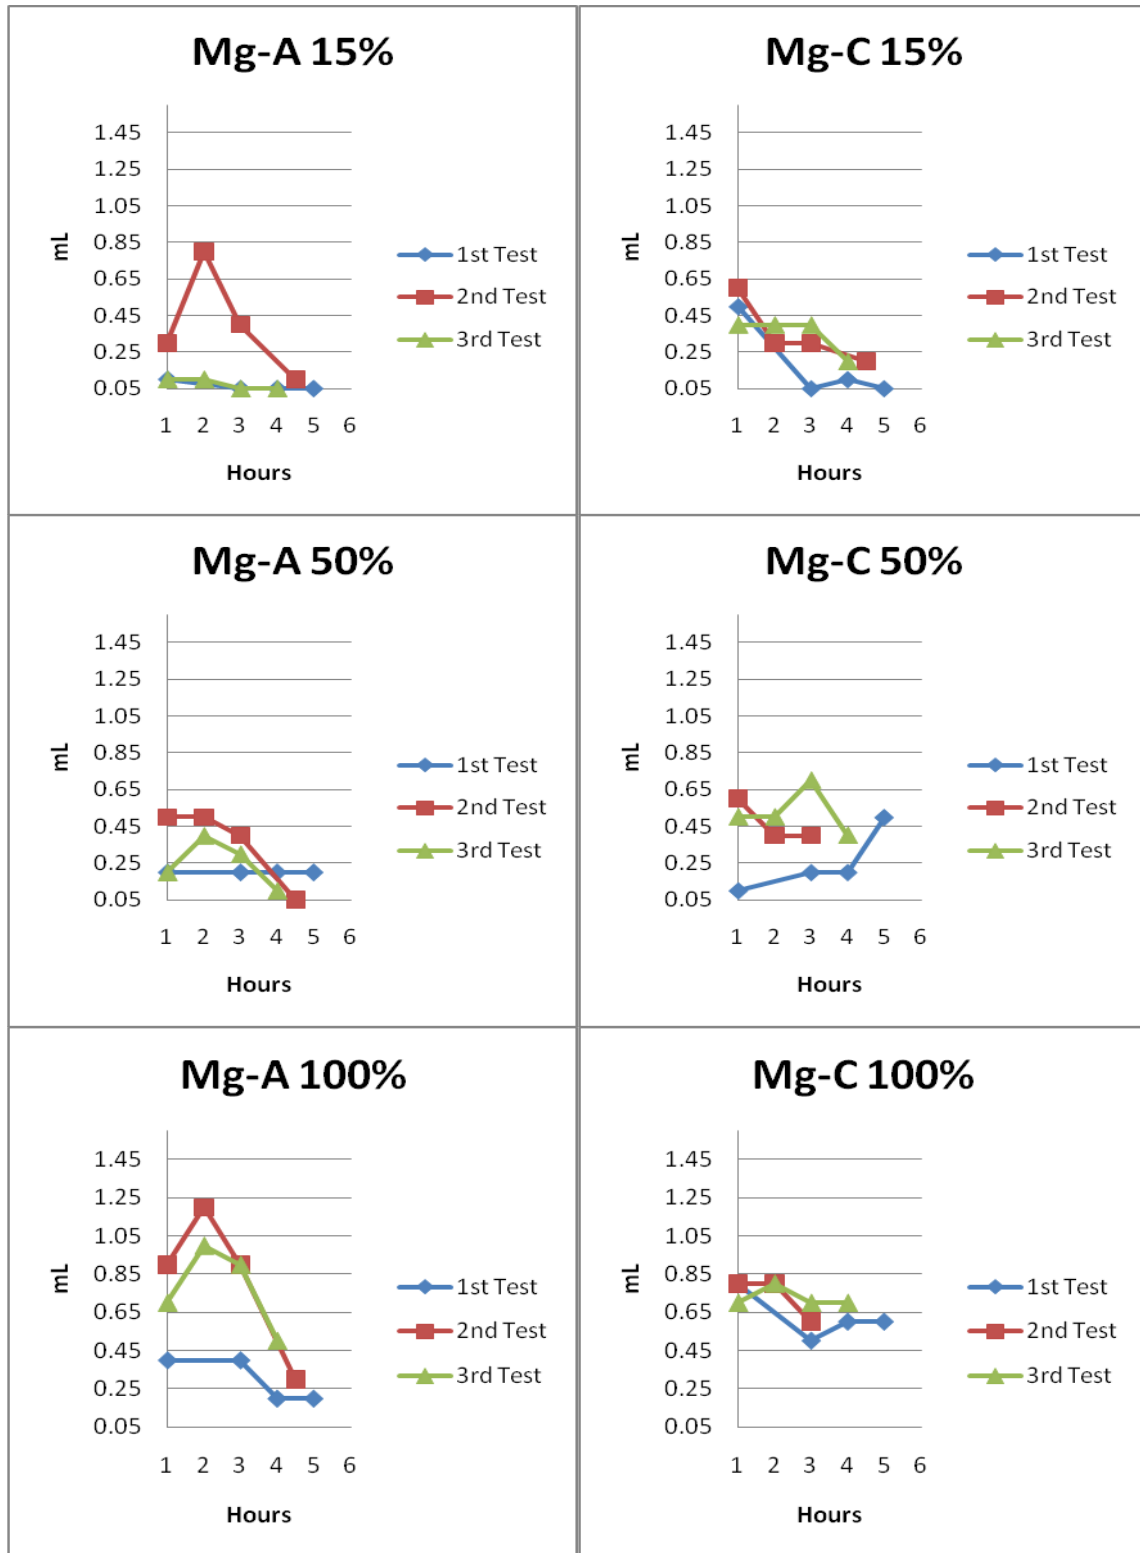 Mg-A 15%
1.45
1.25
1.05
0.85
0.65
0.45
0.25
0.05
mL
1 2 3 4 5 6
Hours
1st Test
2nd Test
3rd Test
Mg-C 15%
1.45
1.25
1.05
0.85
0.65
0.45
0.25
0.05
mL
1 2 3 4 5 6
Hours
1st Test
2nd Test
3rd Test
Mg-A 50%
1.45
1.25
1.05
0.85
0.65
0.45
0.25
0.05
mL
1 2 3 4 5 6
Hours
1st Test
2nd Test
3rd Test
Mg-C 50%
1.45
1.25
1.05
0.85
0.65
0.45
0.25
0.05
mL
1 2 3 4 5 6
Hours
1st Test
2nd Test
3rd Test
Mg-A 100%
1.45
1.25
1.05
0.85
0.65
0.45
0.25
0.05
mL
1 2 3 4 5 6
Hours
1st Test
2nd Test
3rd Test
Mg-C 100%
1.45
1.25
1.05
0.85
0.65
0.45
0.25
0.05
mL
1 2 3 4 5 6
Hours
1st Test
2nd Test
3rd Test